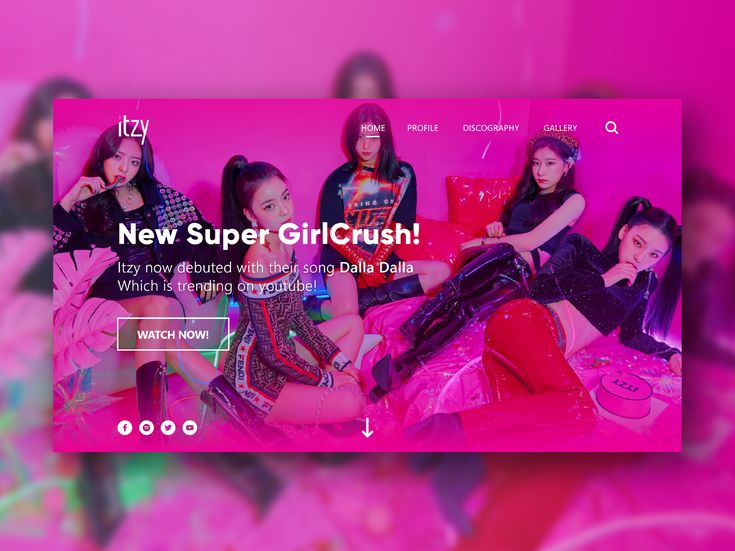 itzy
HOME PROFILE DISCOGRAPHY GALLERY
New Super GirlCrush!
Itzy now debuted with their song Dalla Dalla
Which is trending on youtube!
WATCH NOW!
FENDI
ITZY